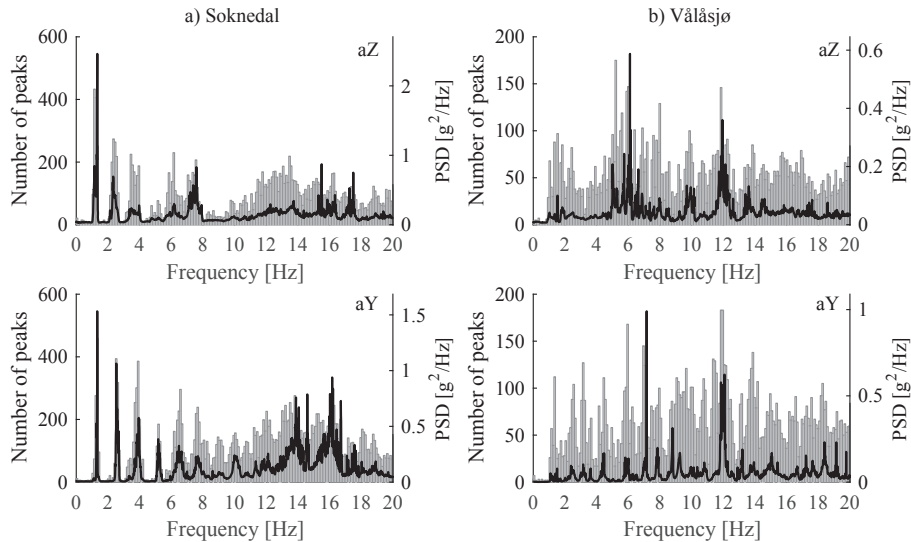 a) Soknedal
b) Vålåsjø
600
400
200
0
Number of peaks
aZ
2
1
0
PSD [g²/Hz]
0 2 4 6 8 10 12 14 16 18 20
Frequency [Hz]
200
150
100
50
0
Number of peaks
aZ
0.6
0.4
0.2
0
PSD [g²/Hz]
0 2 4 6 8 10 12 14 16 18 20
Frequency [Hz]
600
400
200
0
Number of peaks
aY
1.5
1
0.5
0
PSD [g²/Hz]
0 2 4 6 8 10 12 14 16 18 20
Frequency [Hz]
200
150
100
50
0
Number of peaks
aY
1
0.5
0
PSD [g²/Hz]
0 2 4 6 8 10 12 14 16 18 20
Frequency [Hz]